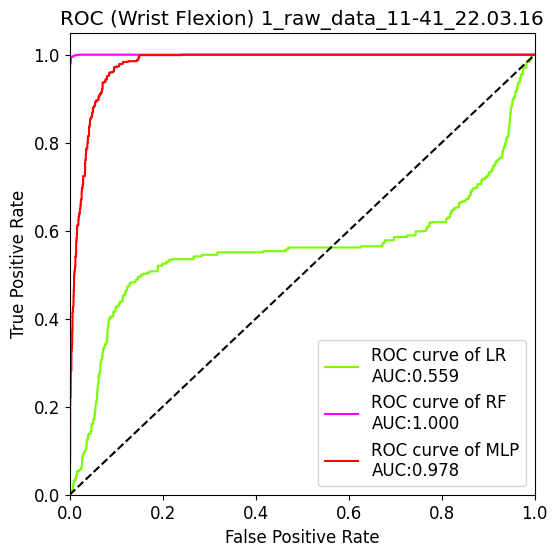 ROC (Wrist Flexion) 1_raw_data_11-41_22.03.16
1.0
0.8
0.6
0.4
0.2
0.0
True Positive Rate
ROC curve of LR
AUC:0.559
ROC curve of RF
AUC:1.000
ROC curve of MLP
AUC:0.978
0.0 0.2 0.4 0.6 0.8 1.0
False Positive Rate